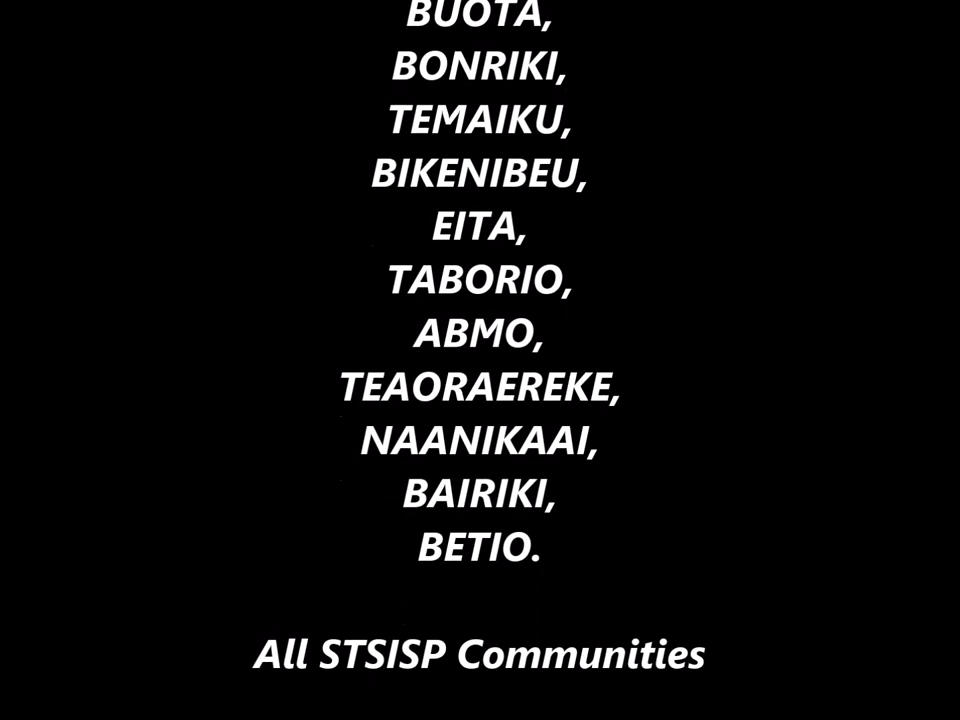 BUOTA,
BONRIKI,
TEMAIKU,
BIKENIBEU,
EITA,
TABORIO,
ABMO,
TEAORAEREKE,
NAANIKAAI,
BAIRIKI,
BETIO.
All STSISP Communities